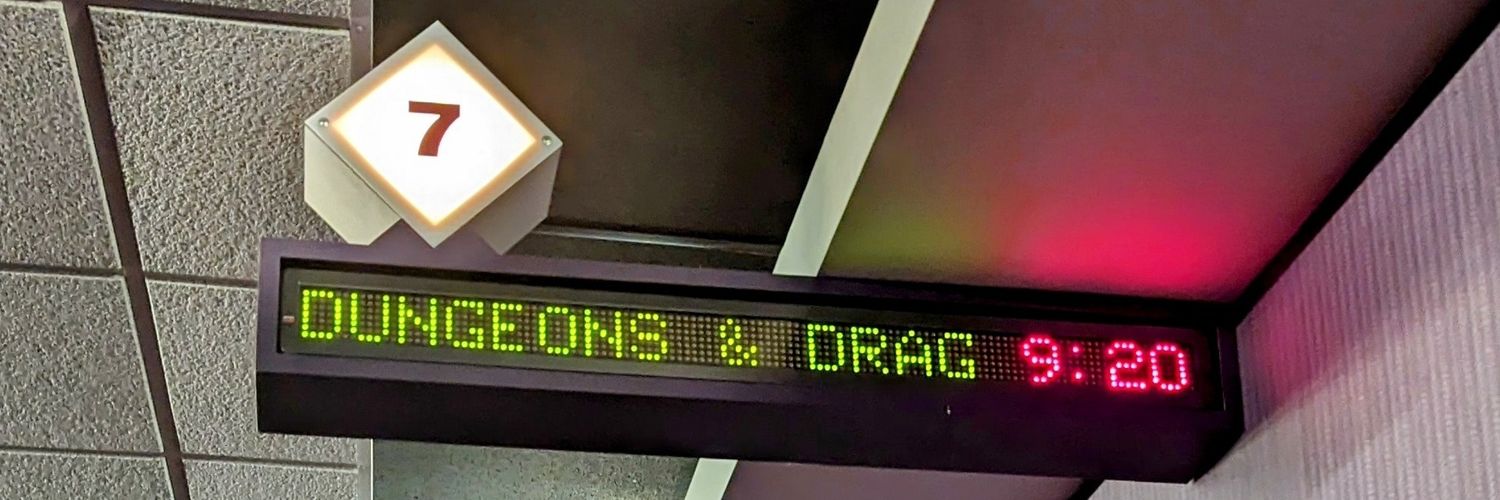 7
DUNGEONS & DRAG 9:20